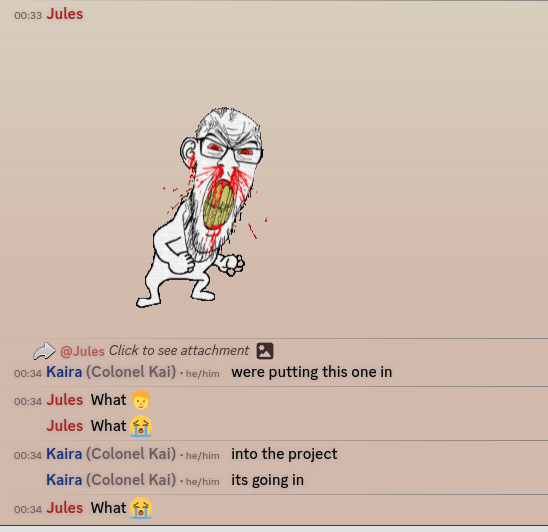 00:33 Jules
@Jules Click to see attachment
00:34 Kaira (Colonel Kai) • he/him were putting this one in
00:34 Jules What 👨
Jules What 😭
00:34 Kaira (Colonel Kai) • he/him into the project
Kaira (Colonel Kai) • he/him its going in
00:34 Jules What 😭